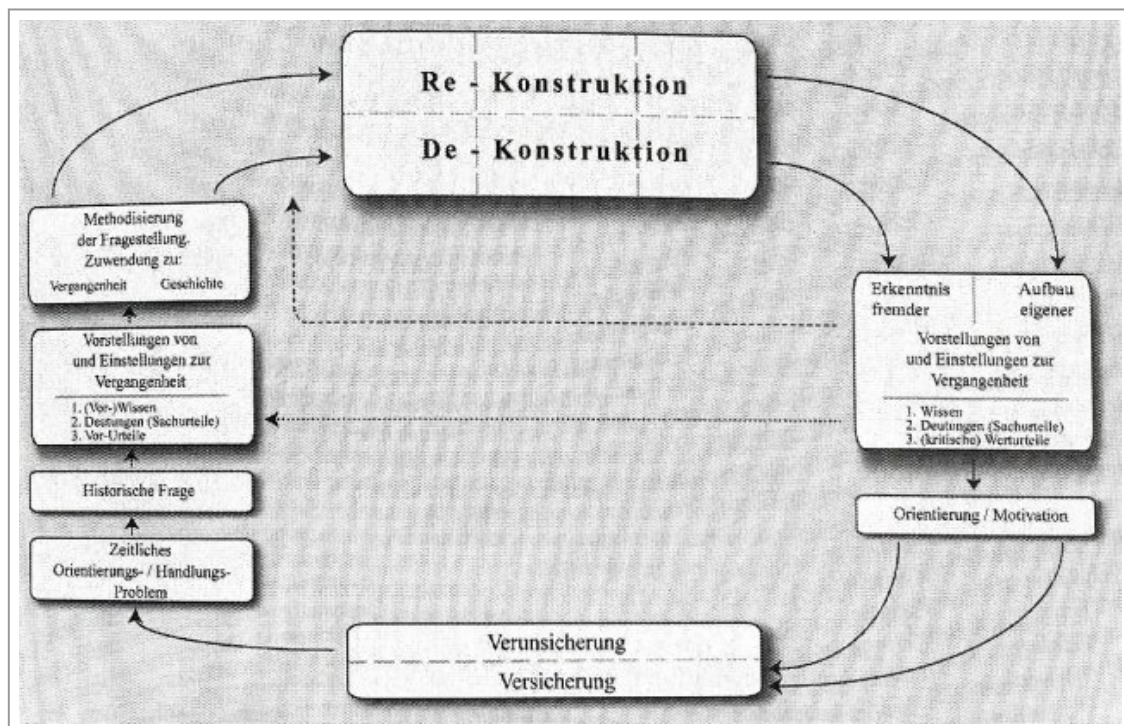 Re - Konstruktion
De - Konstruktion
Methodisierung
der Fragestellung.
Zuwendung zu:
Vergangenheit Geschichte
Vorstellungen von
und Einstellungen zur
Vergangenheit
1. (Vor-)Wissen
2. Deutungen (Sachurteile)
3. Vor-Urteile
Historische Frage
Zeitliches
Orientierungs- / Handlungs-
Problem
Erkenntnis Aufbau
fremder eigener
Vorstellungen von
und Einstellungen zur
Vergangenheit
1. Wissen
2. Deutungen (Sachurteile)
3. (kritische) Werturteile
Orientierung / Motivation
Verunsicherung
Versicherung